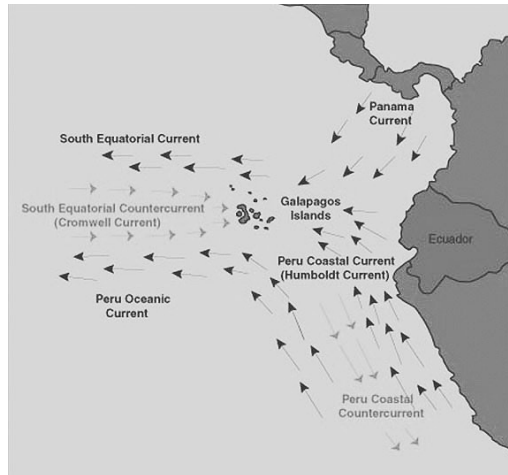 Panama
Current
South Equatorial Current
Galapagos
Islands
South Equatorial Countercurrent
(Cromwell Current)
Ecuador
Peru Coastal Current
(Humboldt Current)
Peru Oceanic
Current
Peru Coastal
Countercurrent